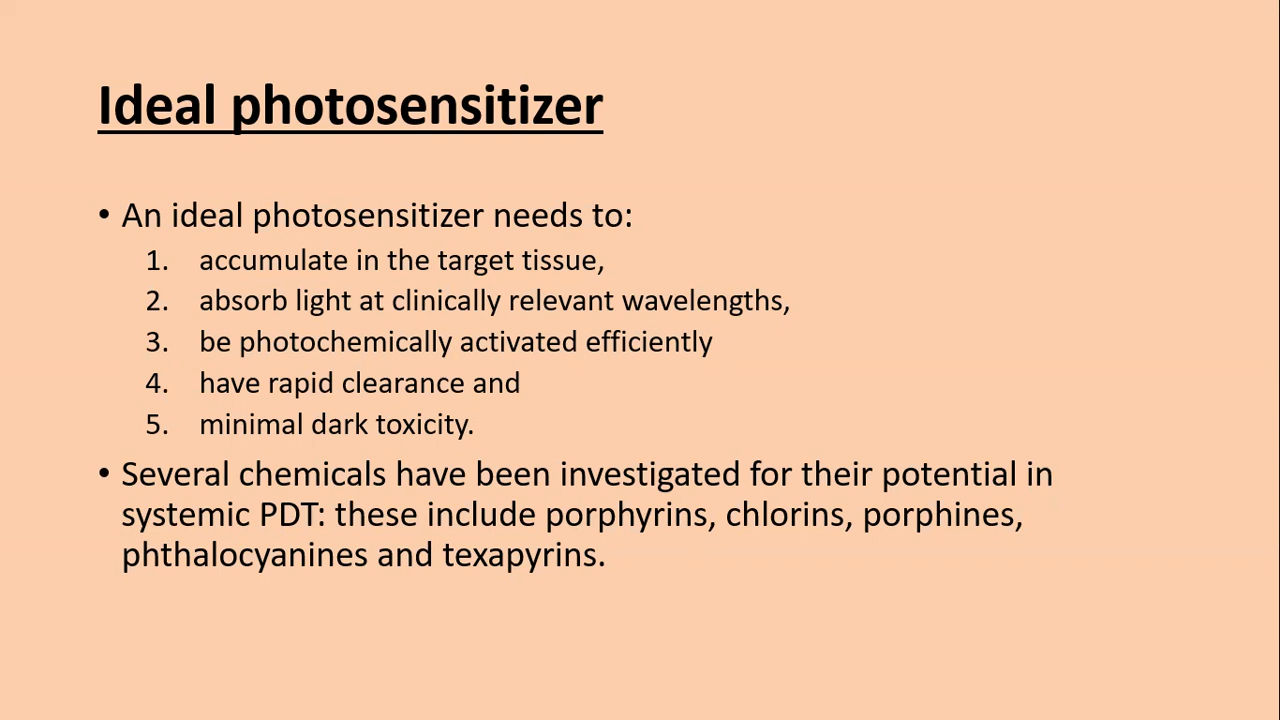 Ideal photosensitizer
• An ideal photosensitizer needs to:
1. accumulate in the target tissue,
2. absorb light at clinically relevant wavelengths,
3. be photochemically activated efficiently
4. have rapid clearance and
5. minimal dark toxicity.
• Several chemicals have been investigated for their potential in
systemic PDT: these include porphyrins, chlorins, porphines,
phthalocyanines and texapyrins.